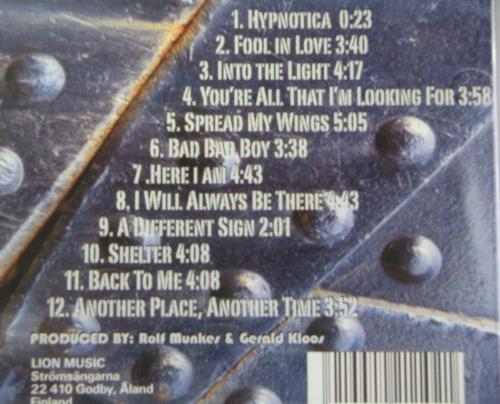 1. HYPNOTICA 0:23
2. FOOL IN LOVE 3:40
3. INTO THE LIGHT 4:17
4. YOU'RE ALL THAT I'M LOOKING FOR 3:58
5. SPREAD MY WINGS 5:05
6. BAD BAD BOY 3:38
7 .HERE I AM 4:43
8, I WILL ALWAYS BE THERE 4:43
9. A DIFFERENT SIGN 2:01
10. SHELTER 4:08
11. BACK TO ME 4:08
12. ANOTHER PLACE, ANOTHER TIME 3:52
PRODUCED BY: Rolf Munkes & Gerald Kloos
LION MUSIC
Strömsängarna
22 410 Godby, Åland
Finland